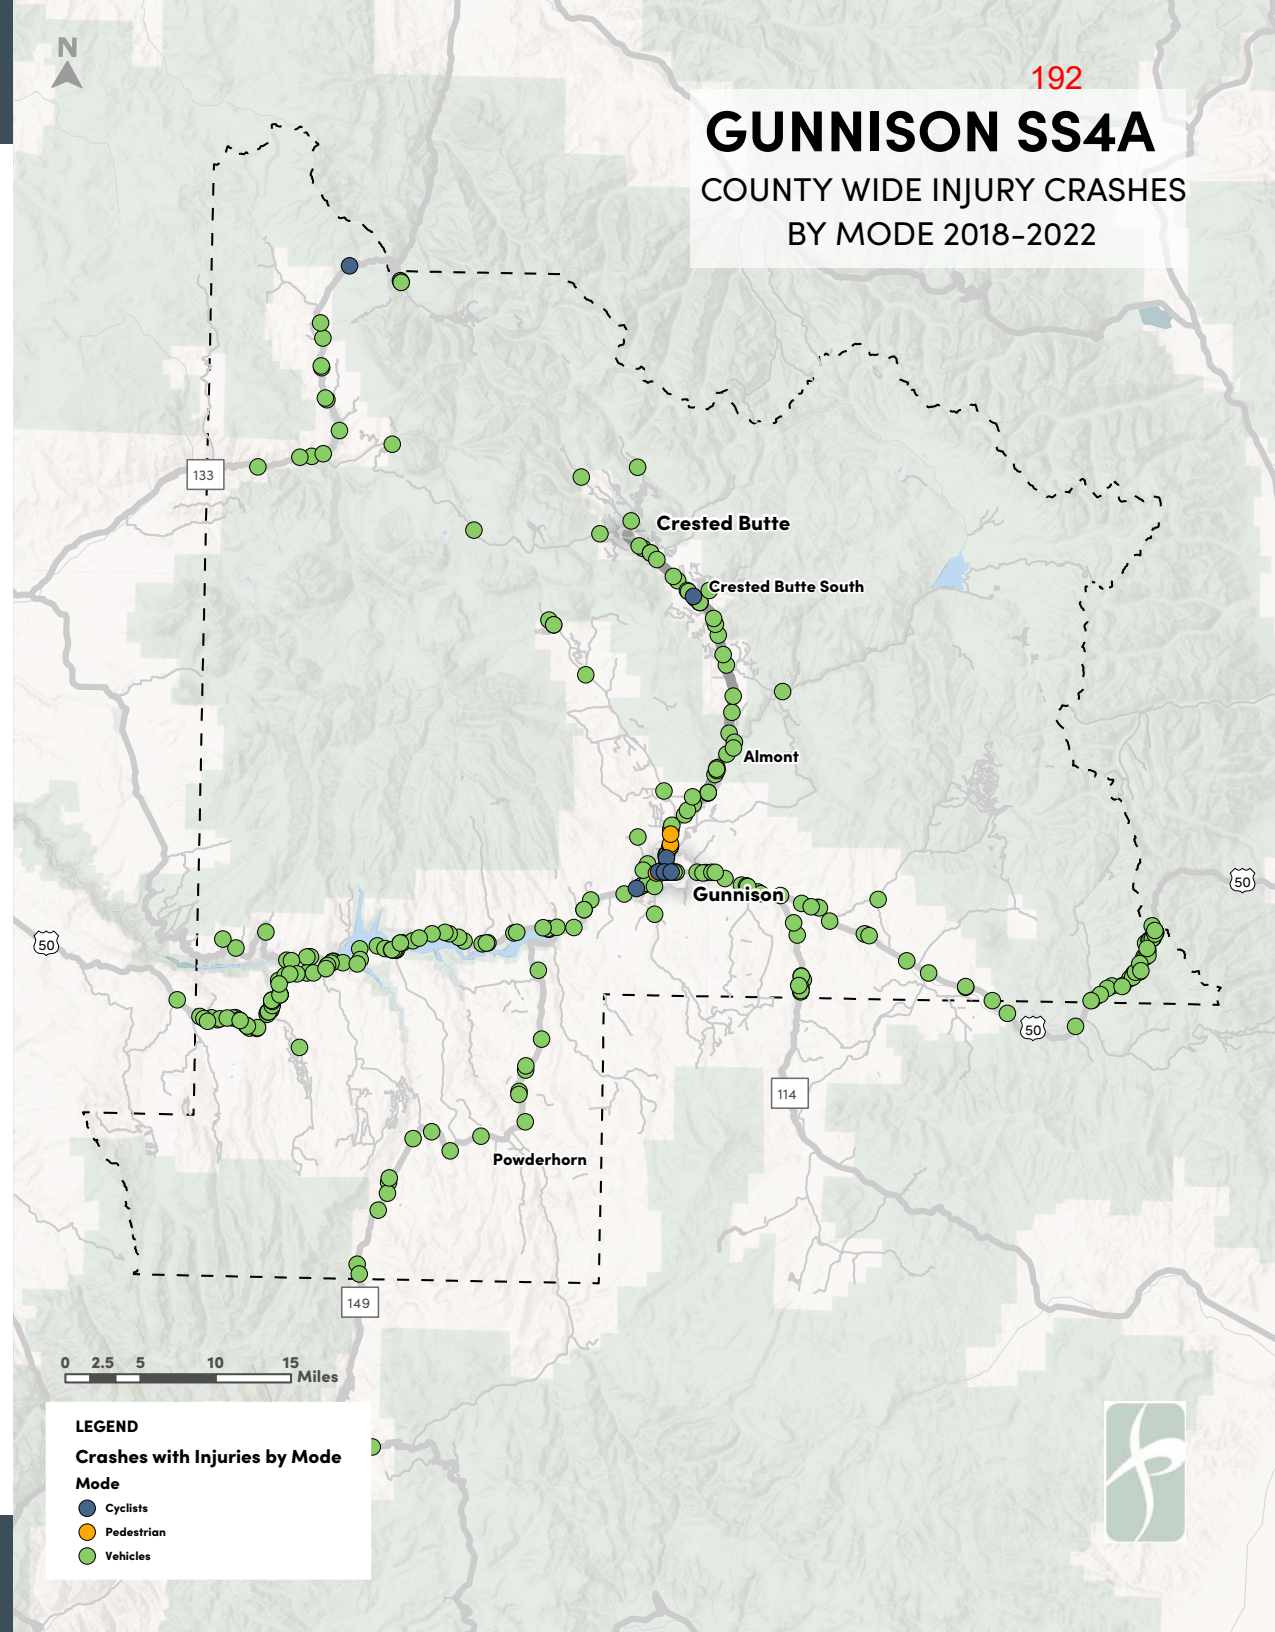 N
192
GUNNISON SS4A
COUNTY WIDE INJURY CRASHES
BY MODE 2018-2022
133
Crested Butte
Crested Butte South
Almont
50
Gunnison
50
50
114
Powderhorn
149
0 2.5 5 10 15
Miles
LEGEND
Crashes with Injuries by Mode
Mode
Cyclists
Pedestrian
Vehicles